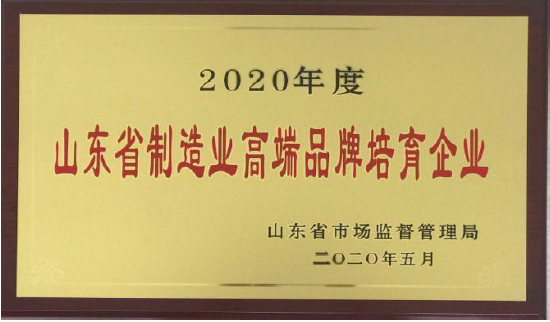 2020年度
山东省制造业高端品牌培育企业
山东省市场监督管理局
二〇二〇年五月